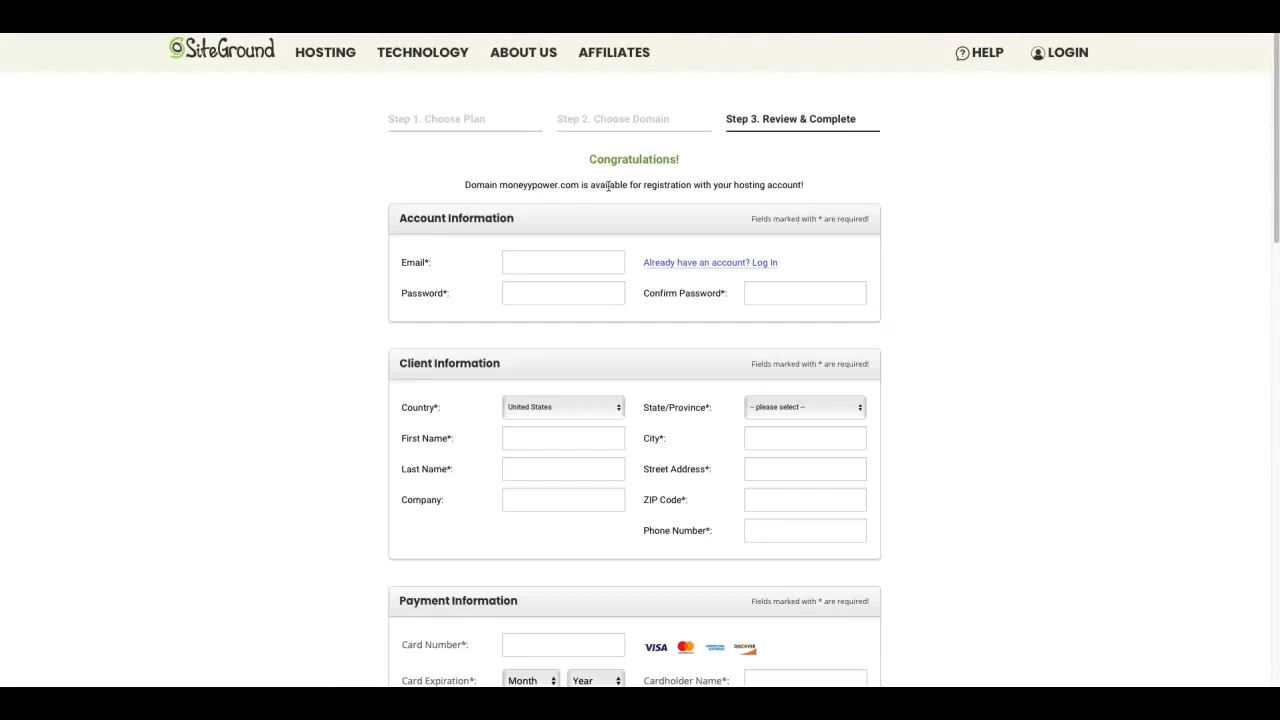 SiteGround HOSTING TECHNOLOGY ABOUT US AFFILIATES HELP LOGIN
Step 1. Choose Plan Step 2. Choose Domain Step 3. Review & Complete
Congratulations!
Domain moneyypower.com is available for registration with your hosting account!
Account Information Fields marked with * are required!
Email*: Already have an account? Log In
Password*: Confirm Password*:
Client Information Fields marked with * are required!
Country*: United States State/Province*: -- please select --
First Name*: City*:
Last Name*: Street Address*:
Company: ZIP Code*:
Phone Number*:
Payment Information Fields marked with * are required!
Card Number*: VISA MasterCard AMERICAN EXPRESS DISCOVER
Card Expiration*: Month Year Cardholder Name*: